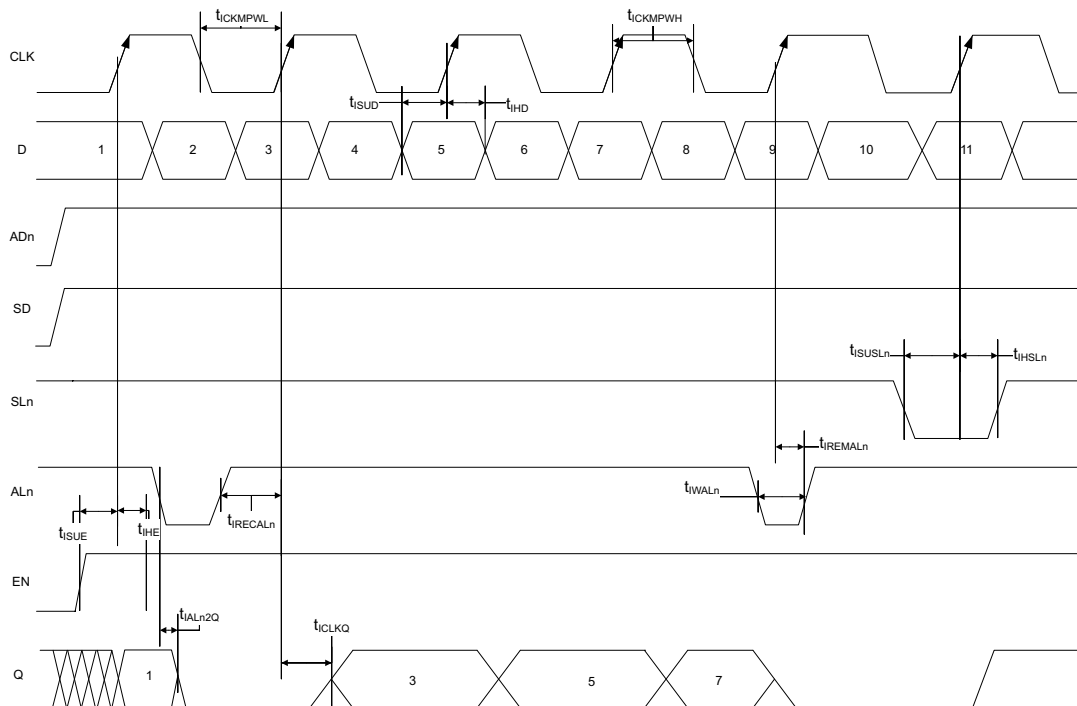 tICKMPWL
tICKMPWH
CLK
tISUD
tIHD
D
1 2 3 4 5 6 7 8 9 10 11
ADn
SD
tISUSLn
tIHSLn
SLn
tIREMALn
ALn
tIWALn
tIRECALn
tISUE
tIHE
EN
tIALn2Q
tICLKQ
Q
1 3 5 7